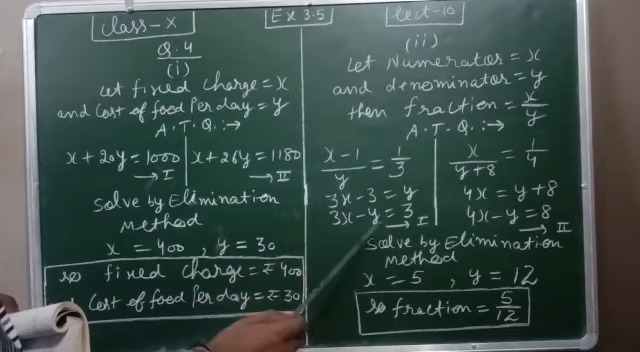 Class-X
Ex 3.5
Lect-10
Q.4
(i)
Let fixed Charge = x
and Cost of food Per day = y
A.T.Q. :→
x + 20y = 1000 → I
x + 26y = 1180 → II
Solve by Elimination
Method
x = 400 , y = 30
so fixed charge = ₹ 400
Cost of food Per day = ₹ 30
(ii)
Let Numerator = x
and denominator = y
then fraction = x/y
A.T.Q. :→
x-1/y = 1/3
3x-3 = y
3x-y = 3 → I
x/y+8 = 1/4
4x = y+8
4x-y = 8 → II
Solve by Elimination
Method
x = 5 , y = 12
so fraction = 5/12